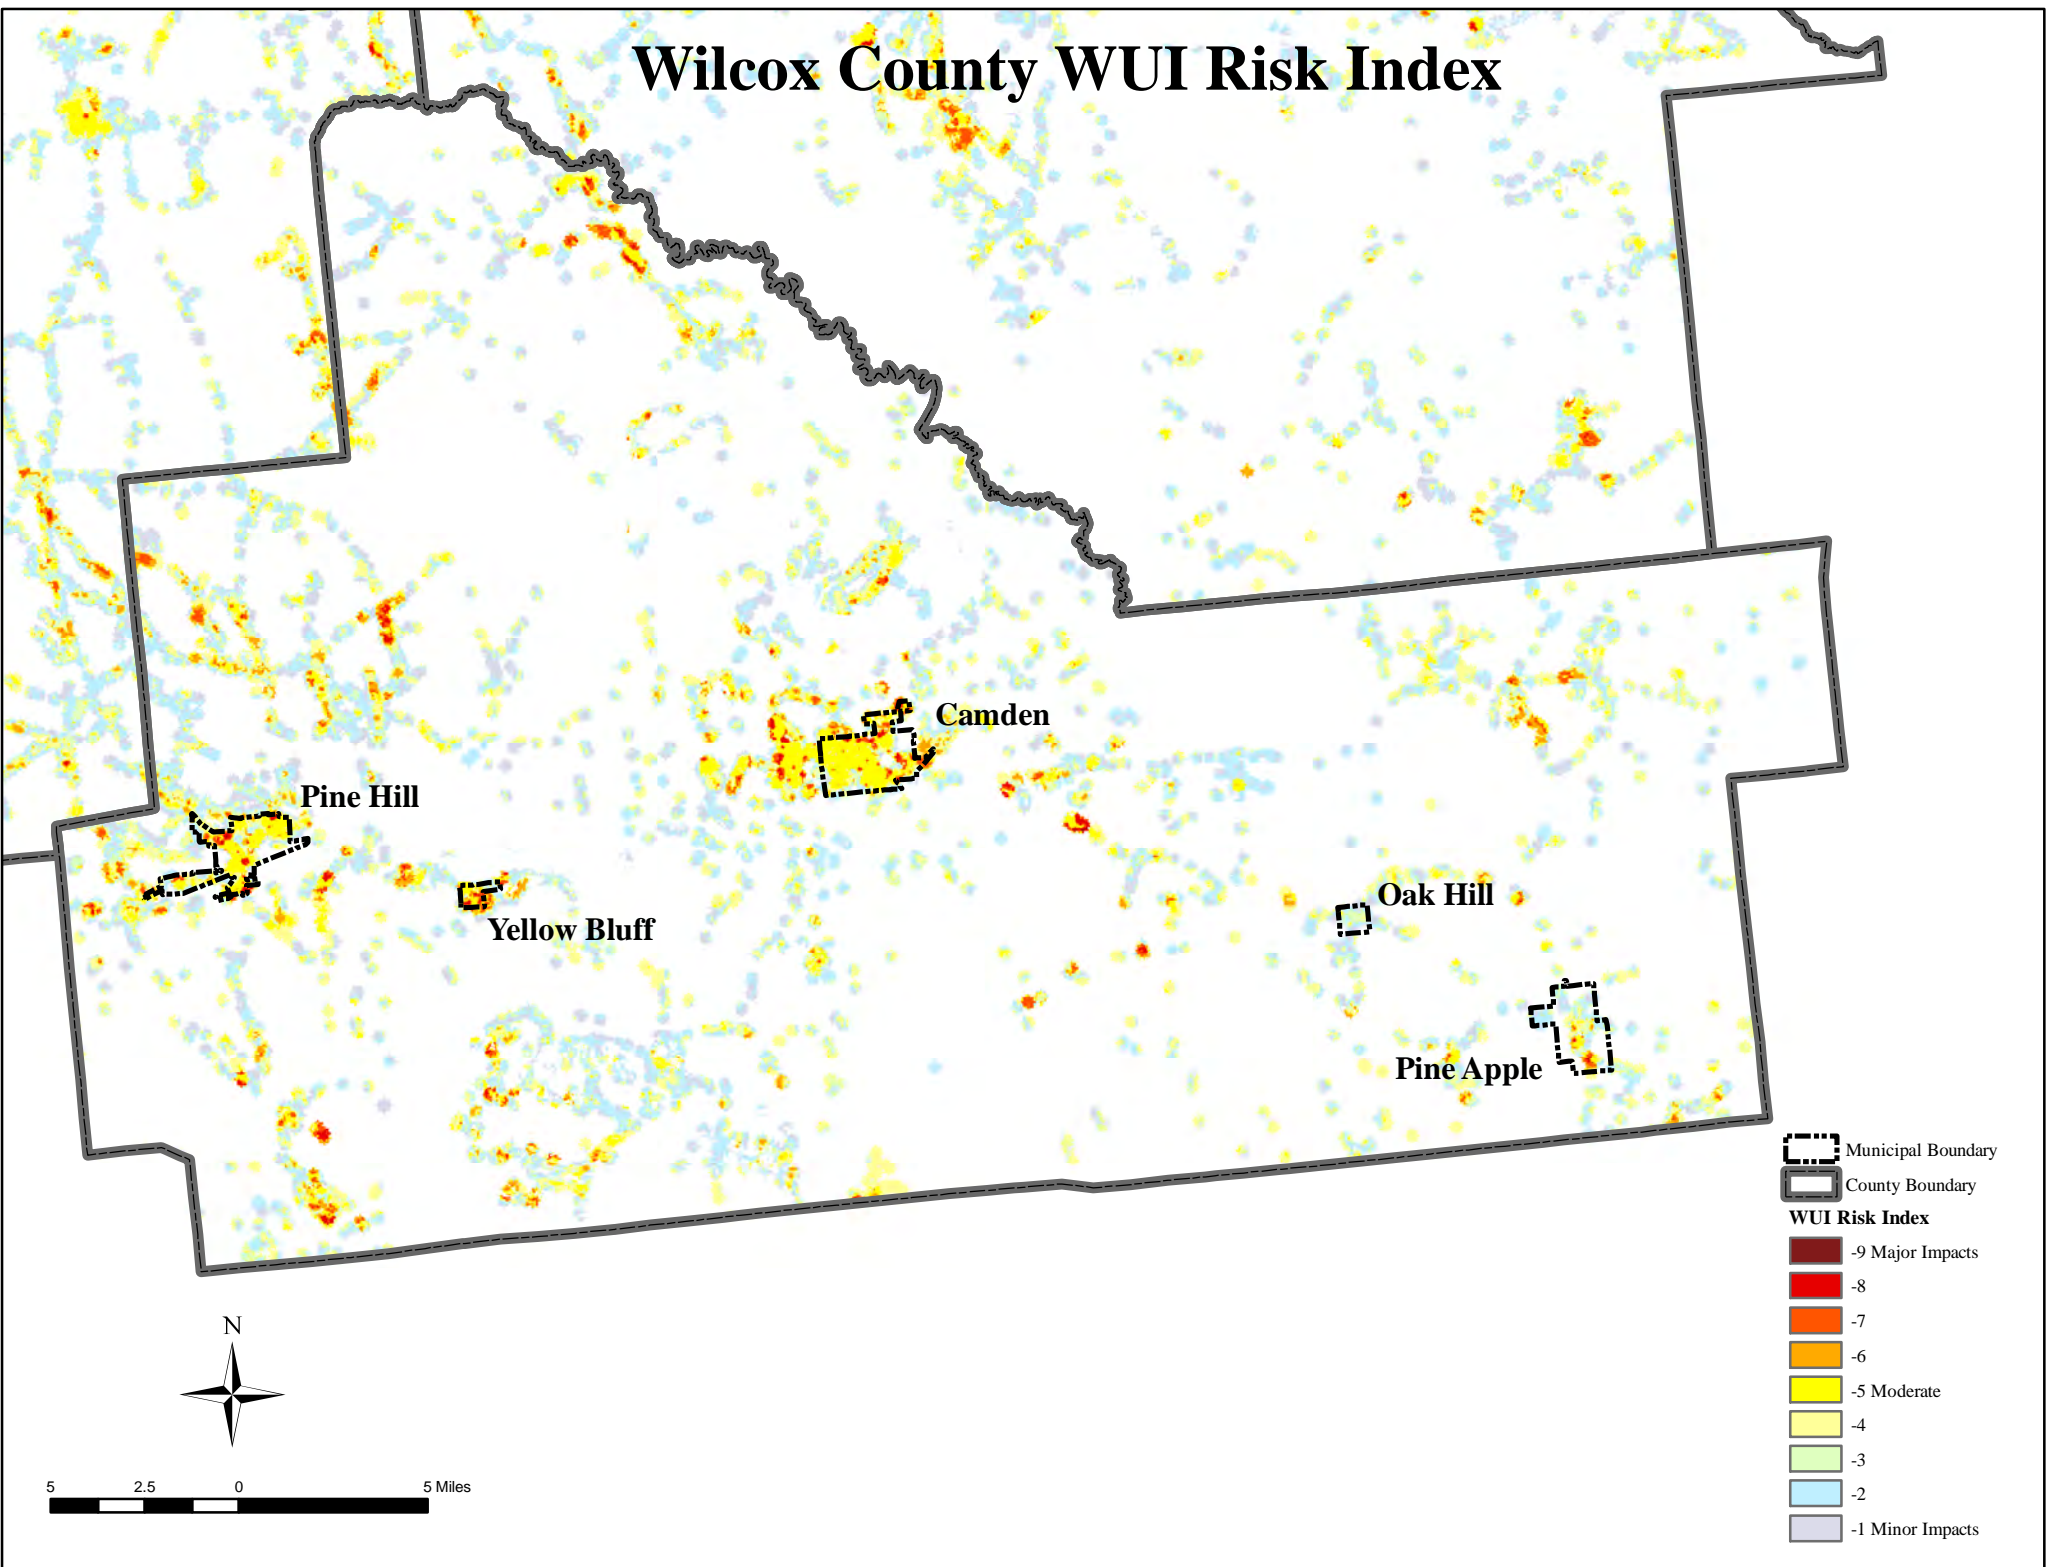 Wilcox County WUI Risk Index
Camden
Pine Hill
Oak Hill
Yellow Bluff
Pine Apple
Municipal Boundary
County Boundary
WUI Risk Index
-9 Major Impacts
-8
-7
-6
-5 Moderate
-4
-3
-2
-1 Minor Impacts
N
5 2.5 0 5 Miles